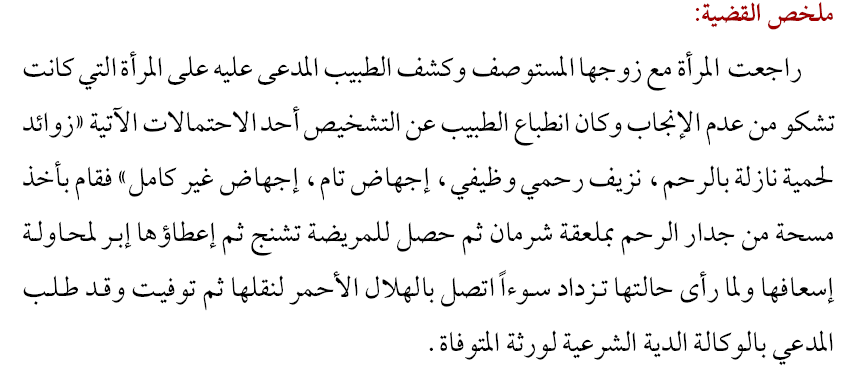 ملخص القضية:
راجعت المرأة مع زوجها المستوصف وكشف الطبيب المدعى عليه على المرأة التي كانت
تشكو من عدم الإنجاب وكان انطباع الطبيب عن التشخيص أحد الاحتمالات الآتية «زوائد
لحمية نازلة بالرحم، نزيف رحمي وظيفي، إجهاض تام، إجهاض غير كامل» فقام بأخذ
مسحة من جدار الرحم بملعقة شرمان ثم حصل للمريضة تشنج ثم إعطاؤها إبر لمحاولة
إسعافها ولما رأى حالتها تزداد سوءاً اتصل بالهلال الأحمر لنقلها ثم توفيت وقد طلب
المدعي بالوكالة الدية الشرعية لورثة المتوفاة.